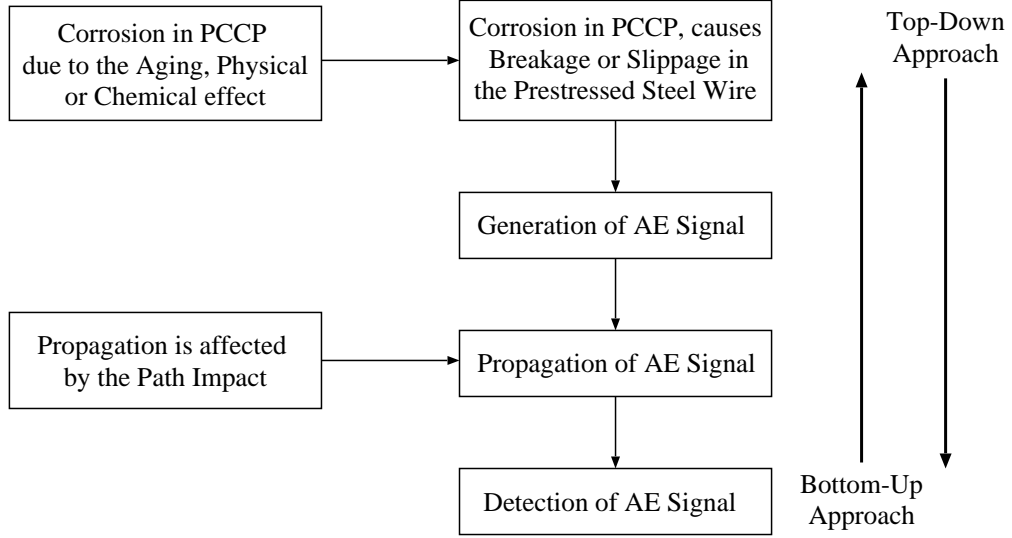 Corrosion in PCCP
due to the Aging, Physical
or Chemical effect
Corrosion in PCCP, causes
Breakage or Slippage in
the Prestressed Steel Wire
Top-Down
Approach
Generation of AE Signal
Propagation is affected
by the Path Impact
Propagation of AE Signal
Detection of AE Signal
Bottom-Up
Approach